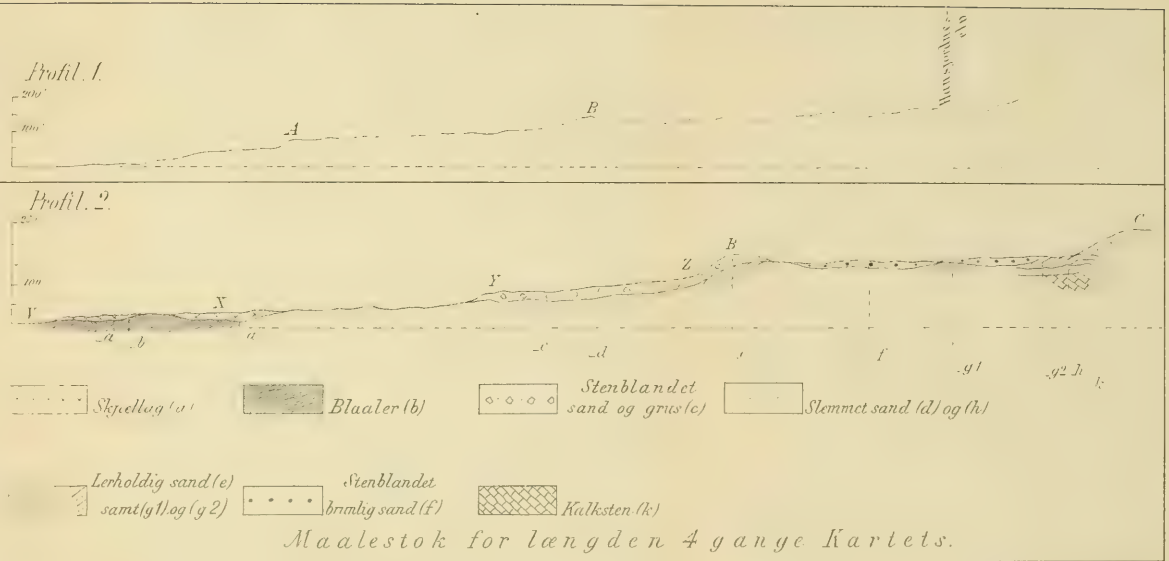 Profil. 1.
200'
100'
A
B
Profil. 2.
100'
V
X
Y
Z
B
C
a
b
a
c
d
f
g1
g2 h
k
Skjællag (a)
Blaaler (b)
Stenblandet
sand og grus (c)
Slemmet sand (d) og (h)
Lerholdig sand (e)
samt (g1) og (g2)
Stenblandet
brunlig sand (f)
Kalksten (k)
Maalestok for længden 4 gange Kartets.